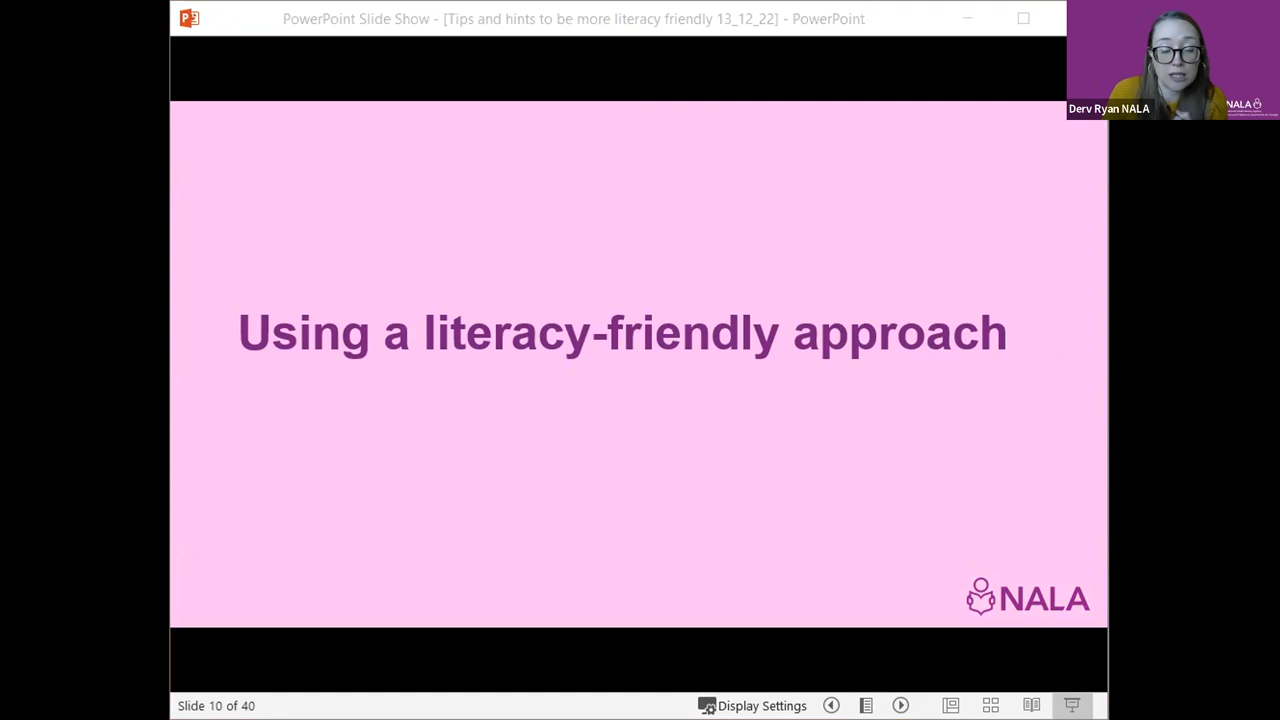 PowerPoint Slide Show - [Tips and hints to be more literacy friendly 13_12_22] - PowerPoint
Derv Ryan NALA
NALA
Using a literacy-friendly approach
NALA
Slide 10 of 40
Display Settings